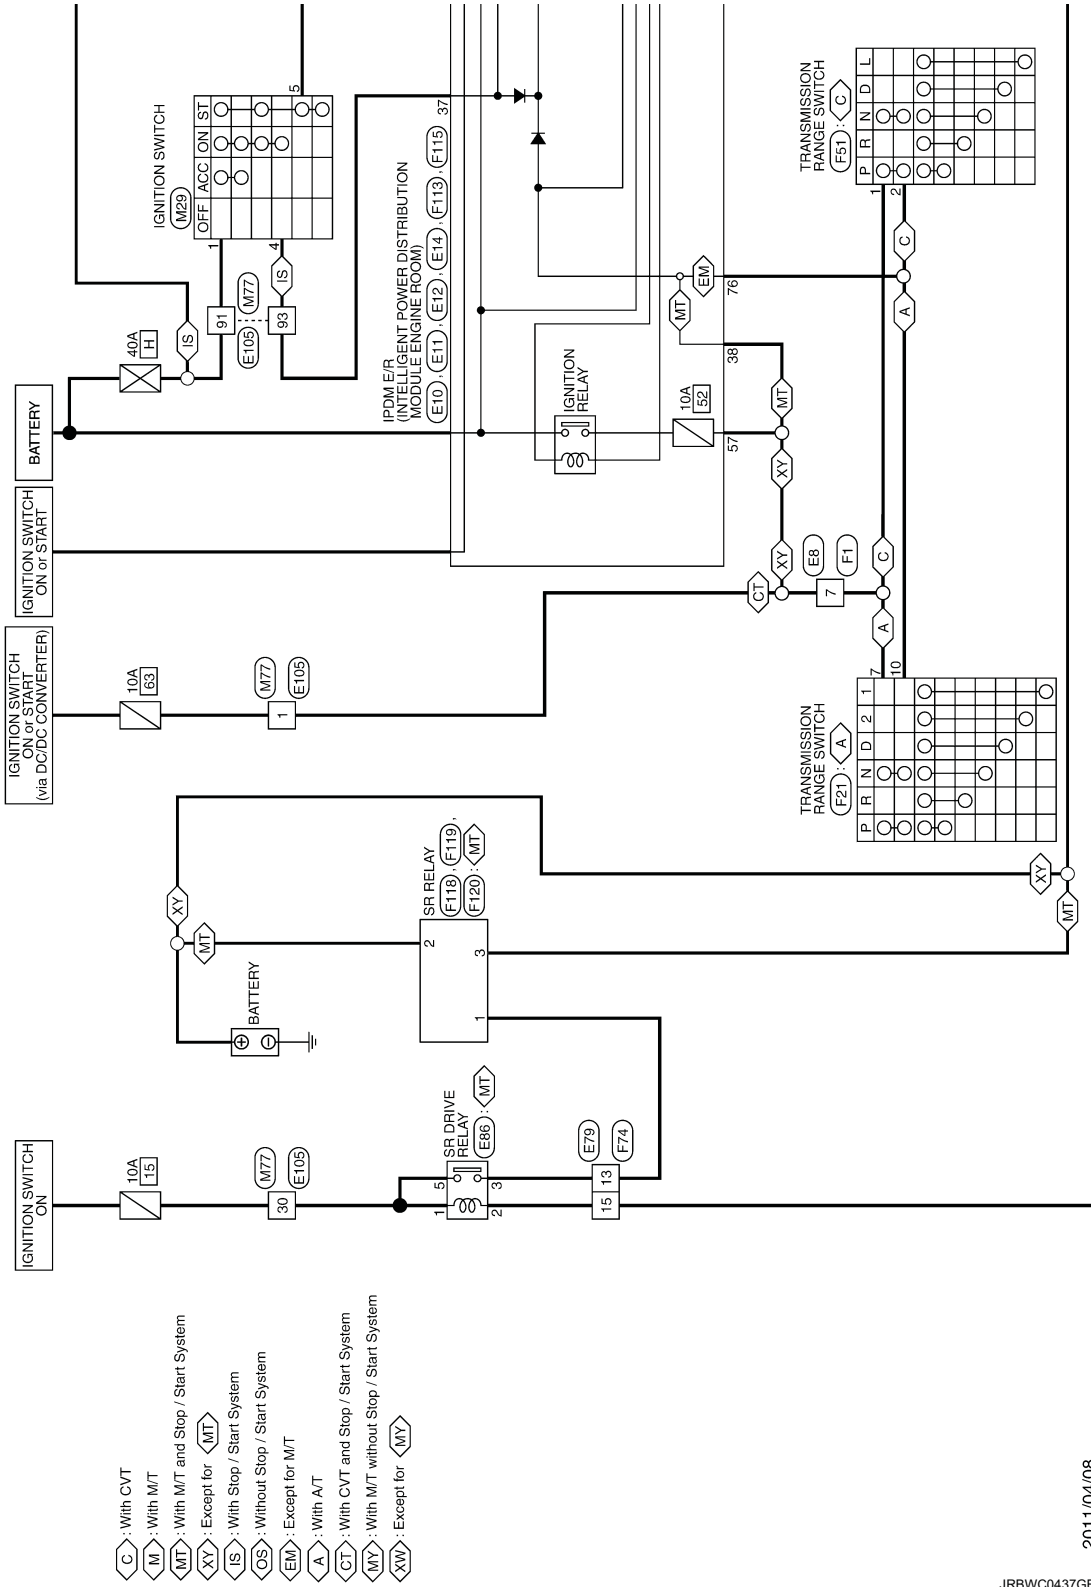 C : With CVT
M : With M/T
MT : With M/T and Stop / Start System
XY : Except for MT
IS : With Stop / Start System
OS : Without Stop / Start System
EM : Except for M/T
A : With A/T
CT : With CVT and Stop / Start System
MY : With M/T without Stop / Start System
XW : Except for MY
IGNITION SWITCH
ON
10A
15
30
M77
E105
SR DRIVE
RELAY
E86 : MT
1
5
2
3
15
13
E79
F74
BATTERY
XY
MT
SR RELAY
F118 , F119 ,
F120 : MT
2
1
3
XY
MT
IGNITION SWITCH
ON or START
(via DC/DC CONVERTER)
10A
63
1
M77
E105
CT
IGNITION SWITCH
ON or START
BATTERY
40A
H
IS
91
93
E105
M77
IS
IGNITION SWITCH
M29
OFF ACC ON ST
1
4
5
IPDM E/R
(INTELLIGENT POWER DISTRIBUTION
MODULE ENGINE ROOM)
E10 , E11 , E12 , E14 , F113 , F115
37
IGNITION
RELAY
10A
52
57
38
76
MT
EM
XY
MT
XY
7
E8
F1
A
C
A
C
TRANSMISSION
RANGE SWITCH
F21 : A
7
10
P R N D 2 1
TRANSMISSION
RANGE SWITCH
F51 : C
1
2
P R N D L
2011/04/08
JRBWC0437GE